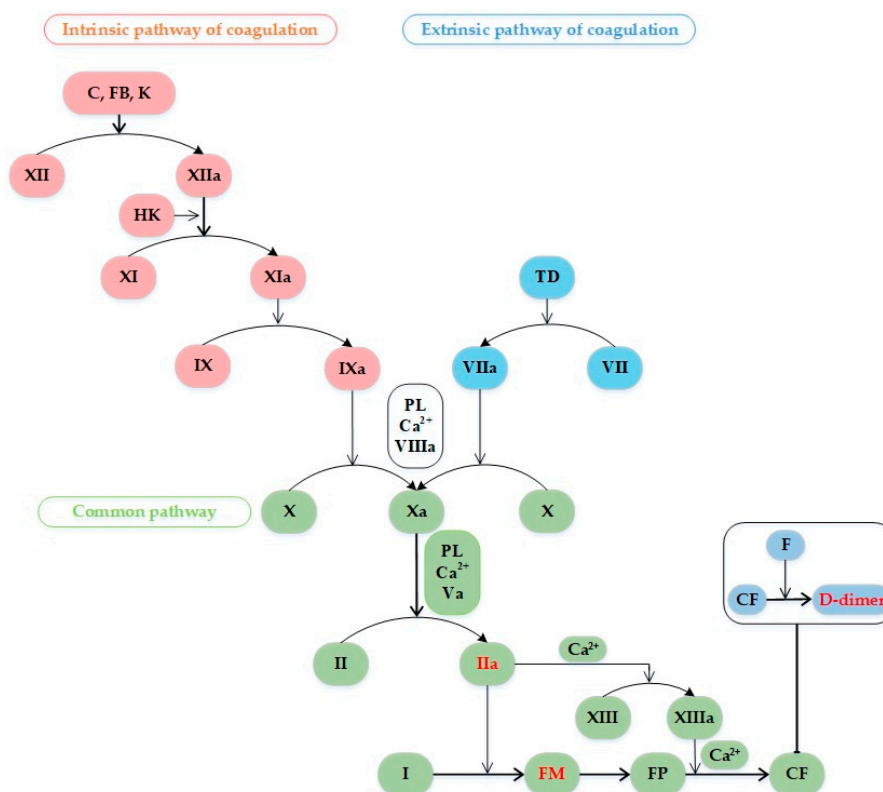 Intrinsic pathway of coagulation
Extrinsic pathway of coagulation
C, FB, K
XII
XIIa
HK
XI
XIa
TD
IX
IXa
VIIa
VII
PL
Ca²⁺
VIIIa
Common pathway
X
Xa
X
PL
Ca²⁺
Va
F
CF
D-dimer
II
IIa
Ca²⁺
XIII
XIIIa
Ca²⁺
I
FM
FP
CF